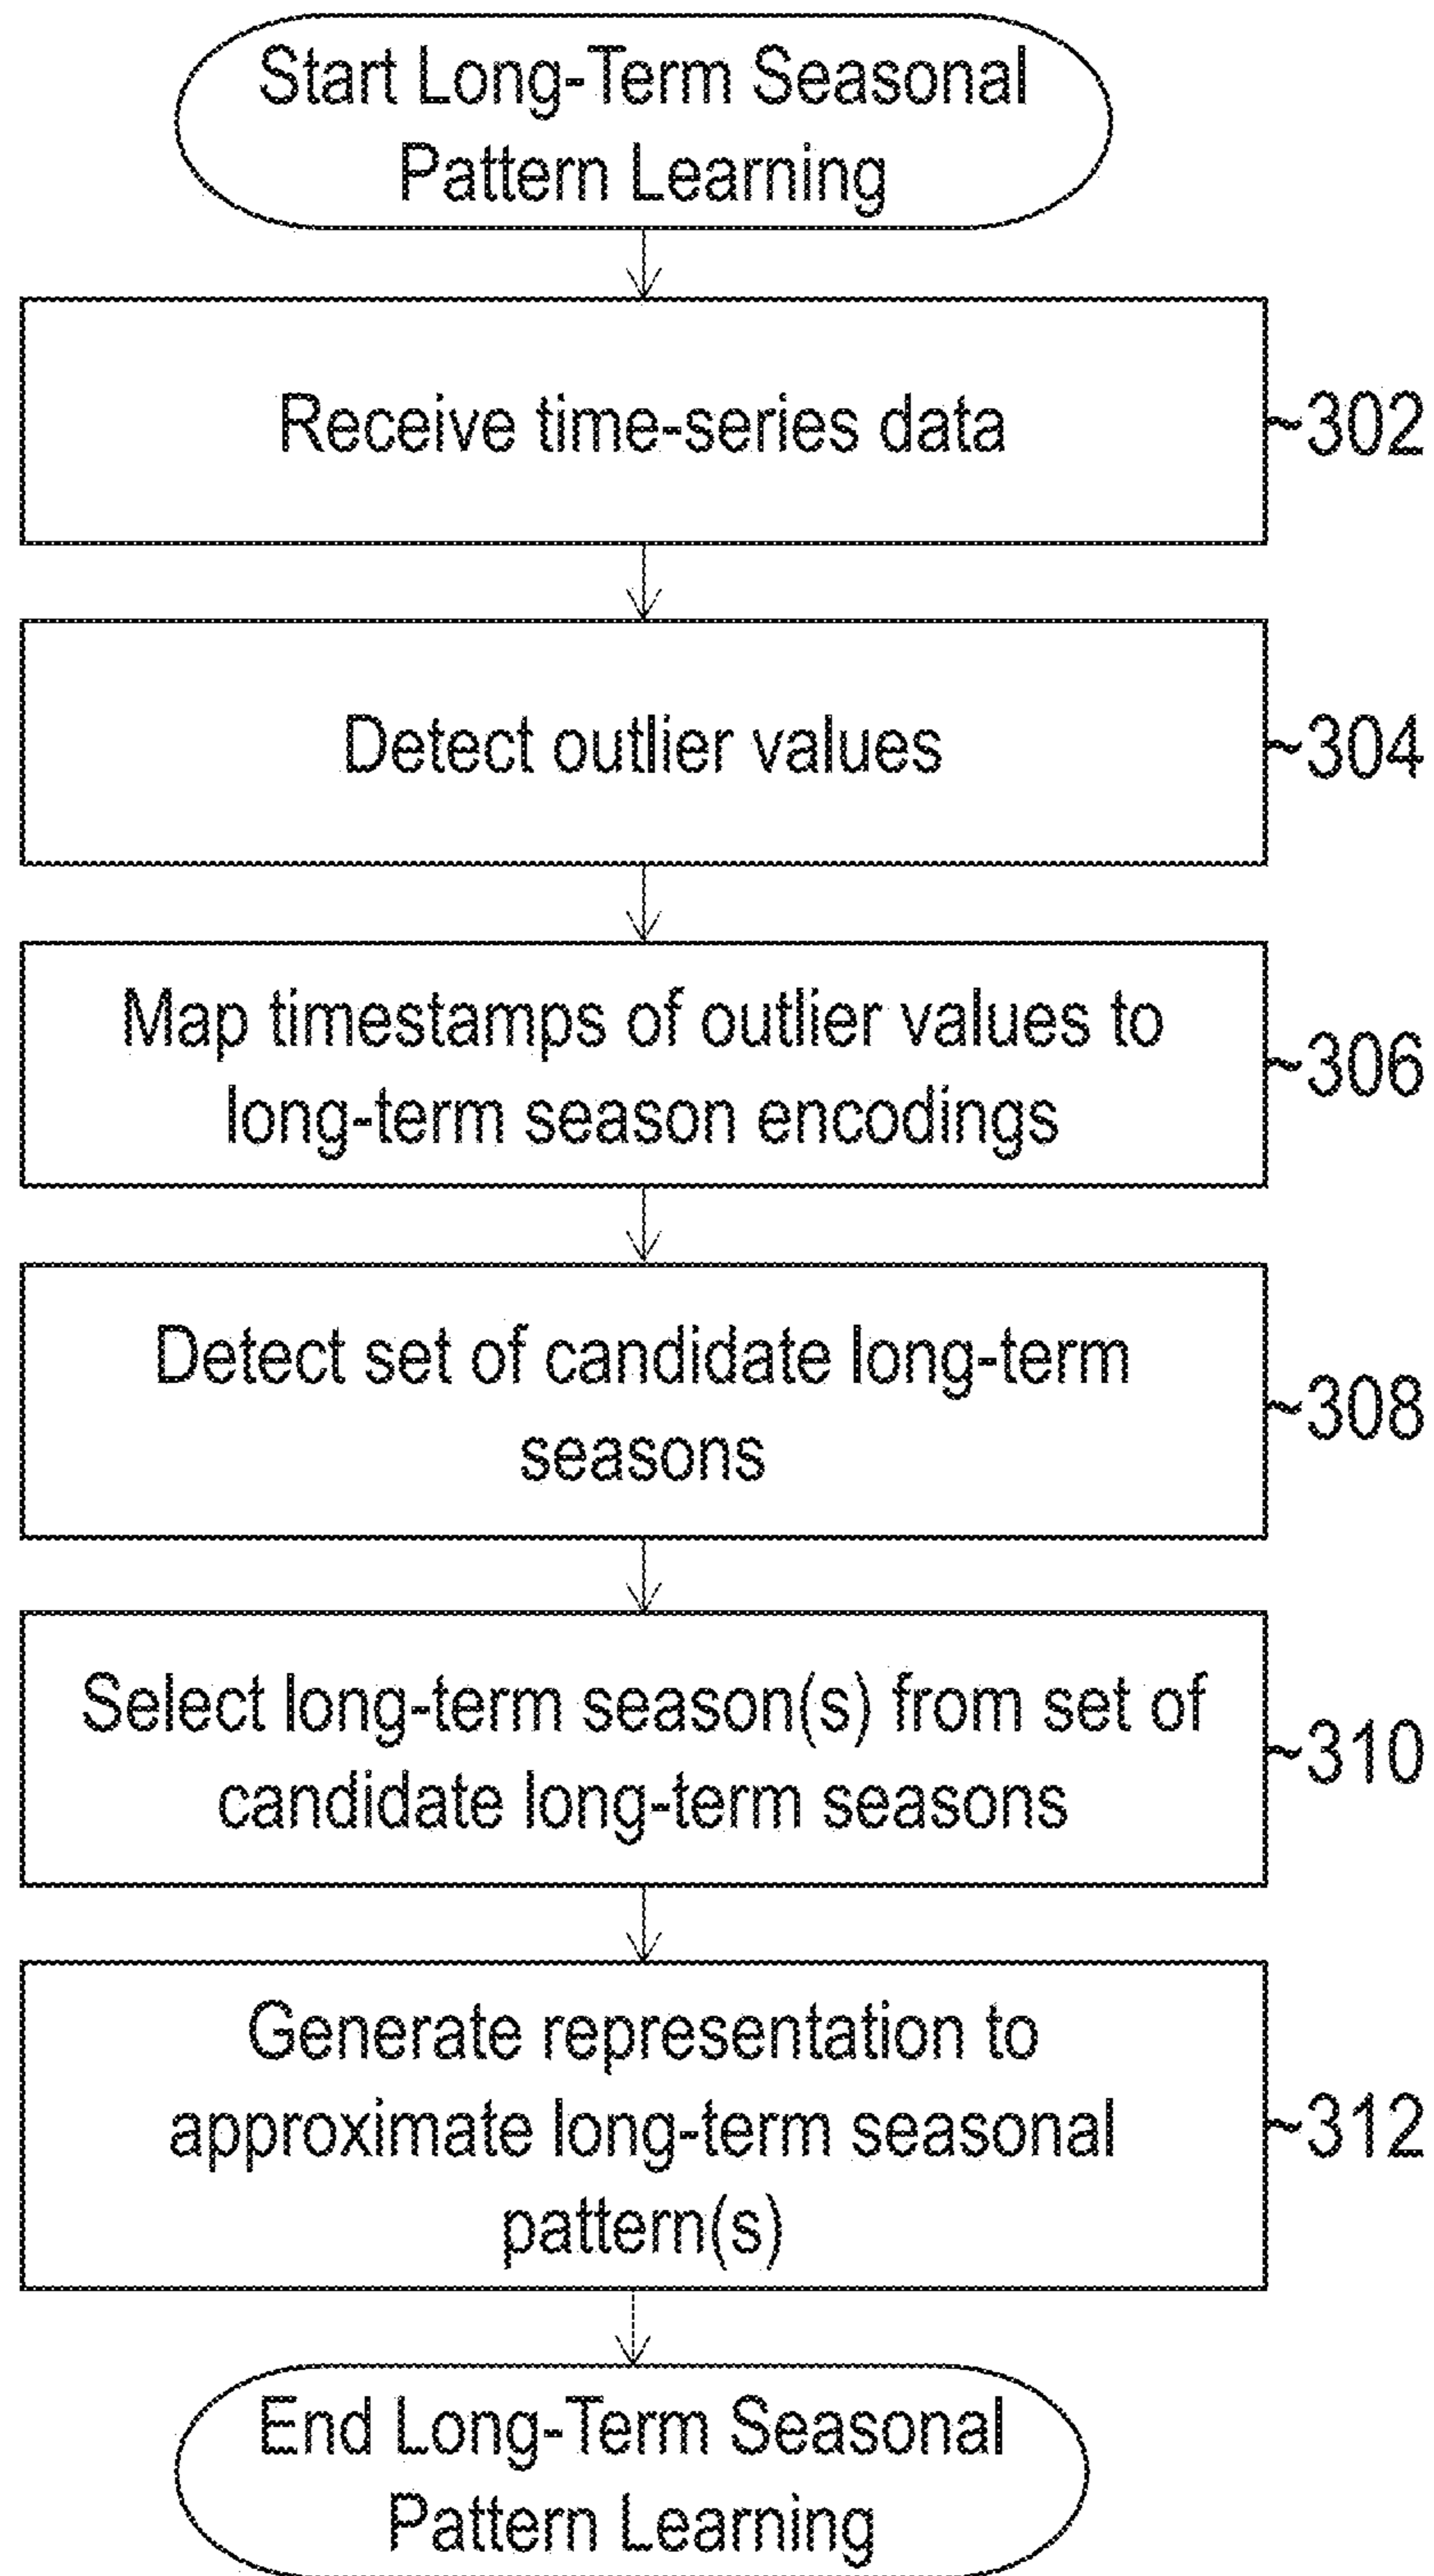 Start Long-Term Seasonal
Pattern Learning
Receive time-series data
~302
Detect outlier values
~304
Map timestamps of outlier values to
long-term season encodings
~306
Detect set of candidate long-term
seasons
~308
Select long-term season(s) from set of
candidate long-term seasons
~310
Generate representation to
approximate long-term seasonal
pattern(s)
~312
End Long-Term Seasonal
Pattern Learning